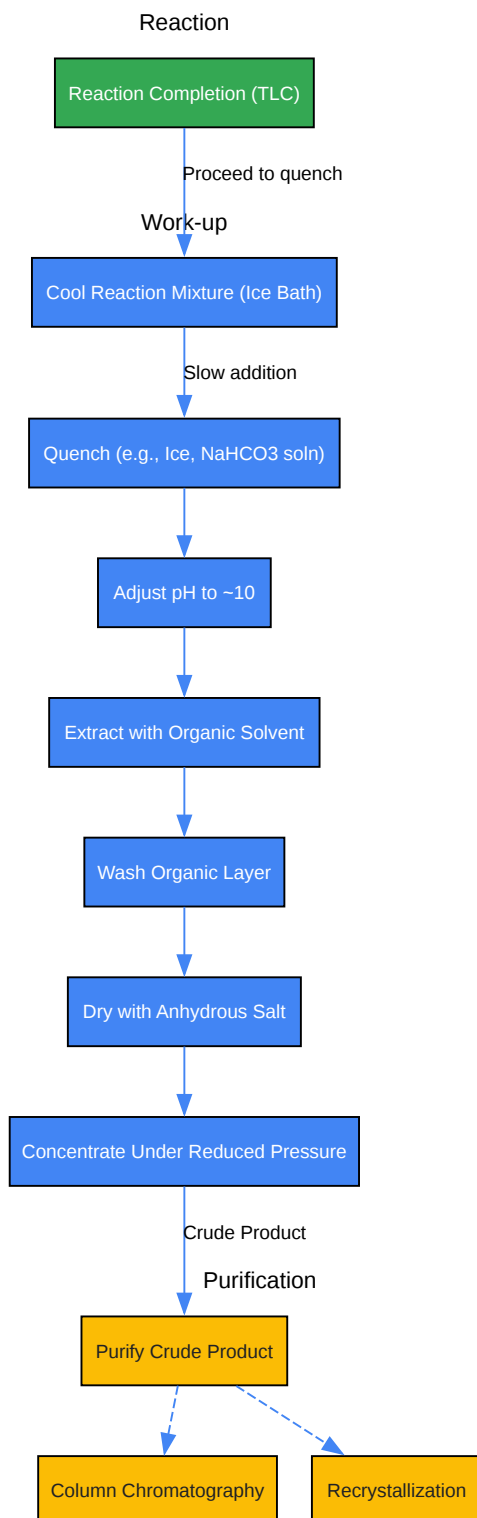 Reaction
Reaction Completion (TLC)
Proceed to quench
Work-up
Cool Reaction Mixture (Ice Bath)
Slow addition
Quench (e.g., Ice, NaHCO3 soln)
Adjust pH to ~10
Extract with Organic Solvent
Wash Organic Layer
Dry with Anhydrous Salt
Concentrate Under Reduced Pressure
Crude Product
Purification
Purify Crude Product
Column Chromatography
Recrystallization